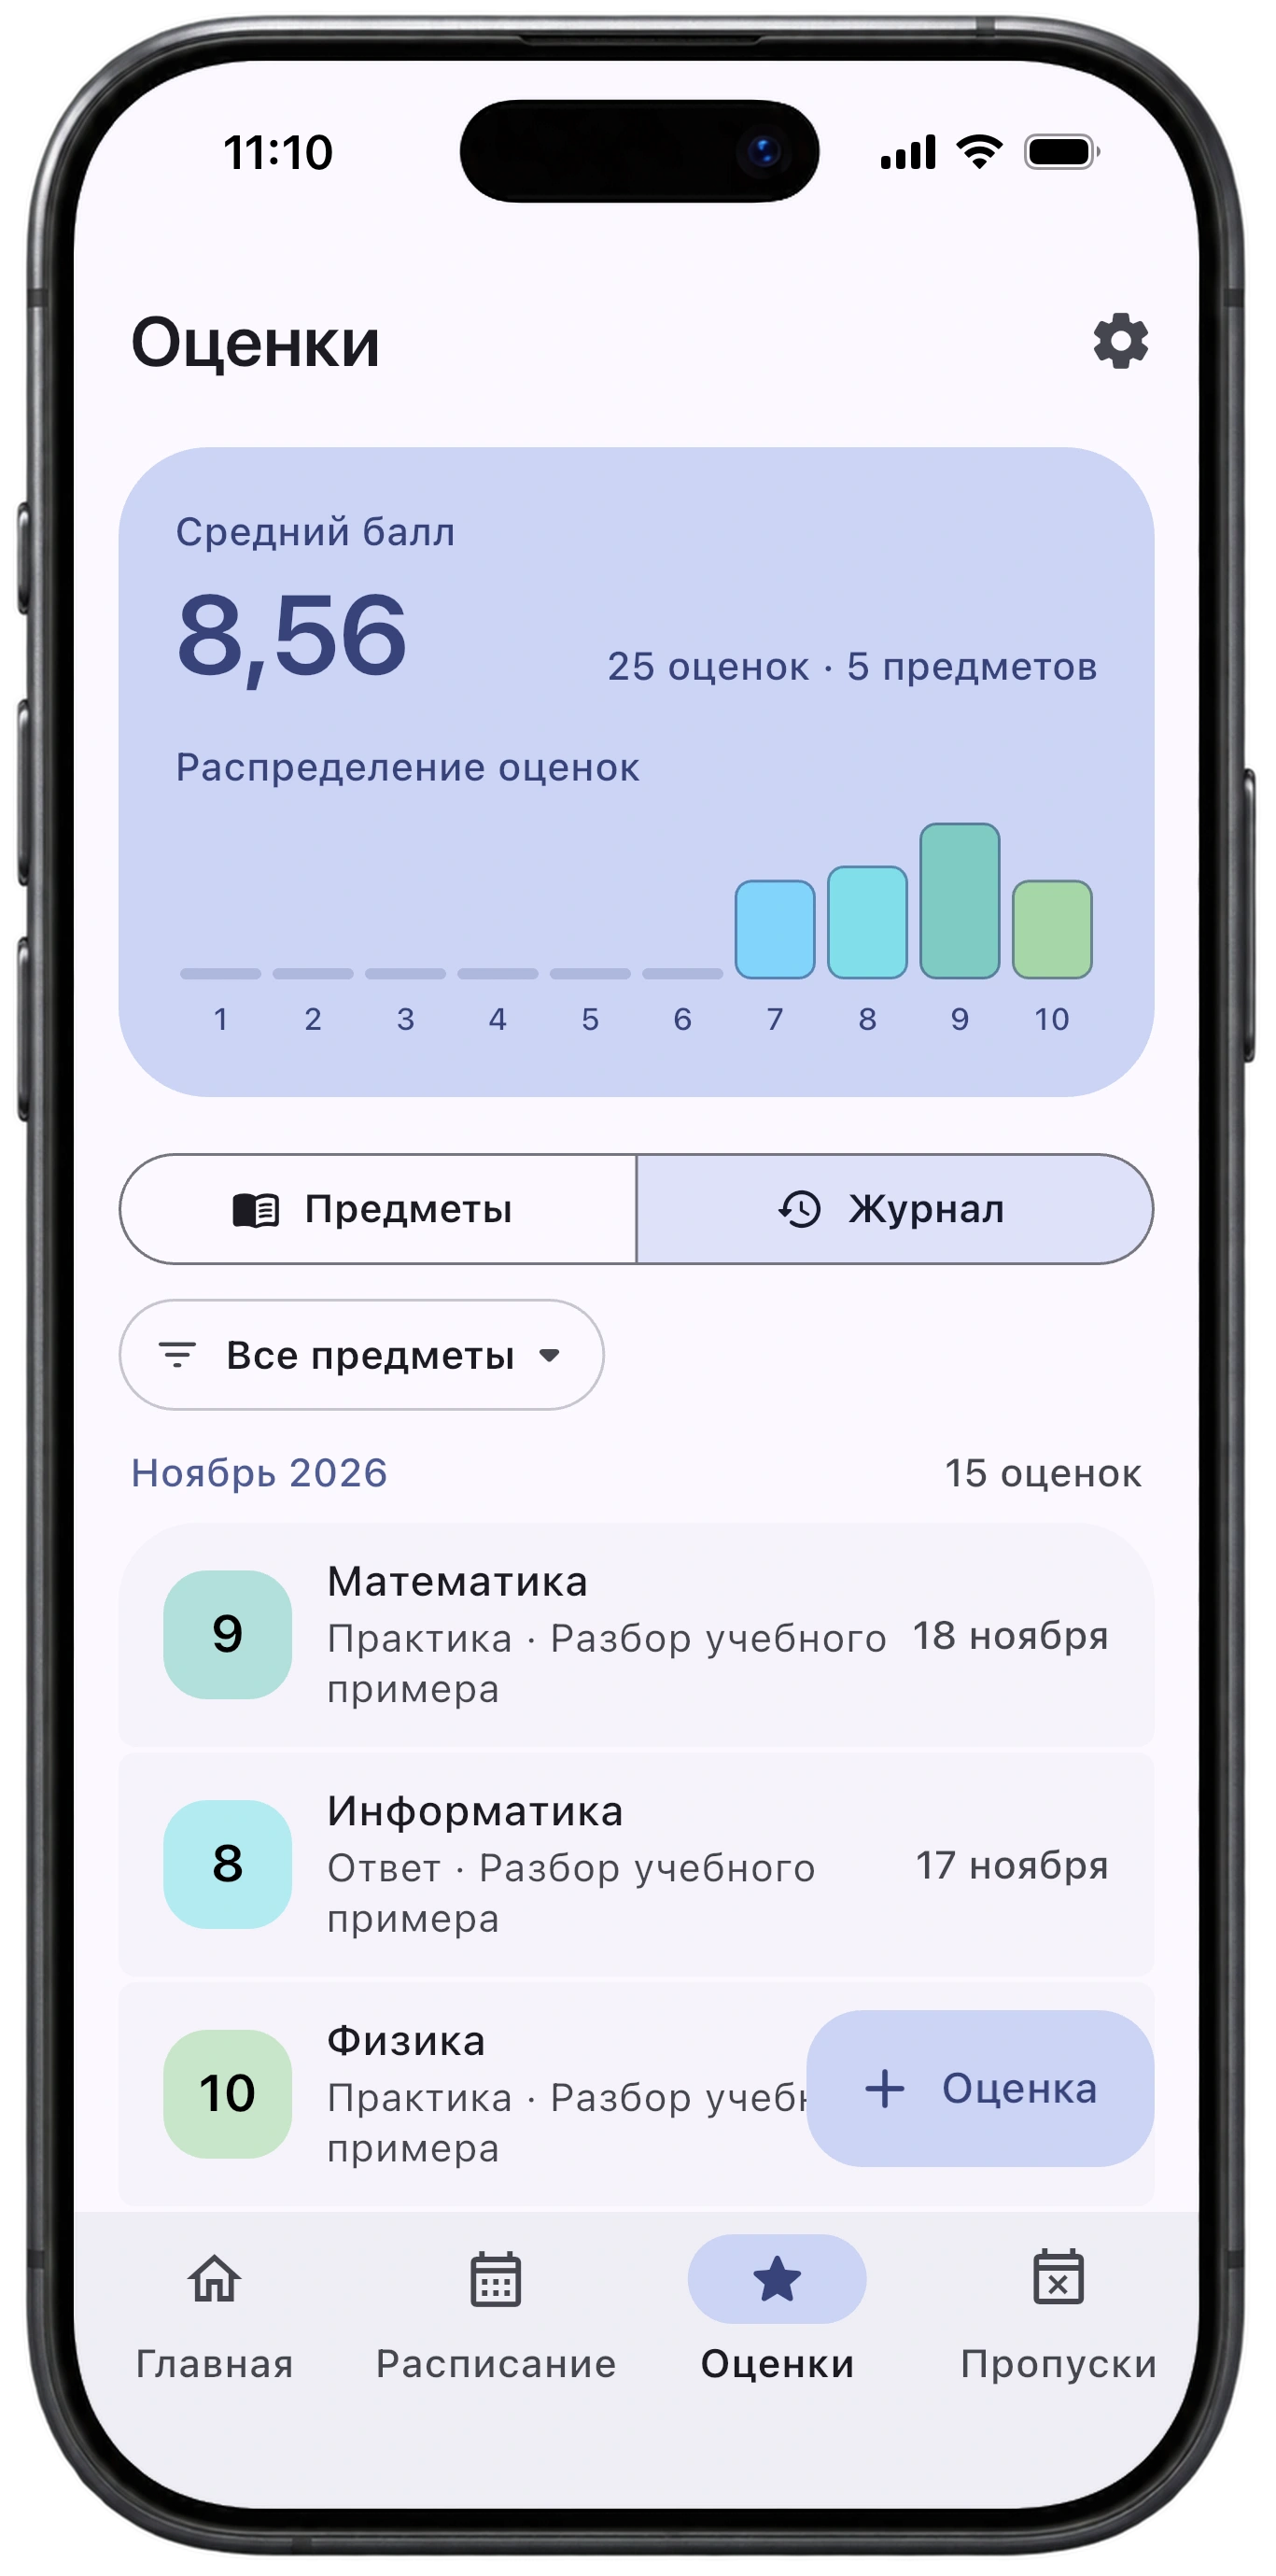 11:10
Оценки
Средний балл
8,56
25 оценок · 5 предметов
Распределение оценок
1 2 3 4 5 6 7 8 9 10
Предметы
Журнал
Все предметы
Ноябрь 2026
15 оценок
9
Математика
Практика · Разбор учебного
примера
18 ноября
8
Информатика
Ответ · Разбор учебного
примера
17 ноября
10
Физика
Практика · Разбор
примера
+ Оценка
Главная
Расписание
Оценки
Пропуски